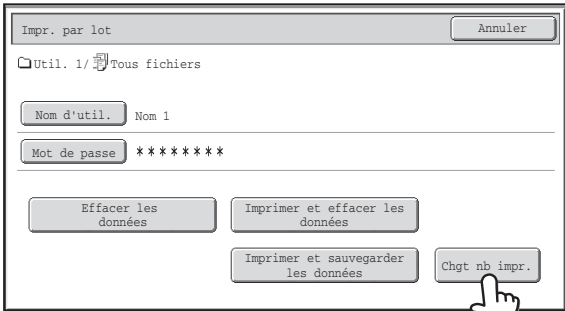 Impr. par lot
Annuler
Util. 1/ Tous fichiers
Nom d'util. Nom 1
Mot de passe ********
Effacer les
données
Imprimer et effacer les
données
Imprimer et sauvegarder
les données
Chgt nb impr.